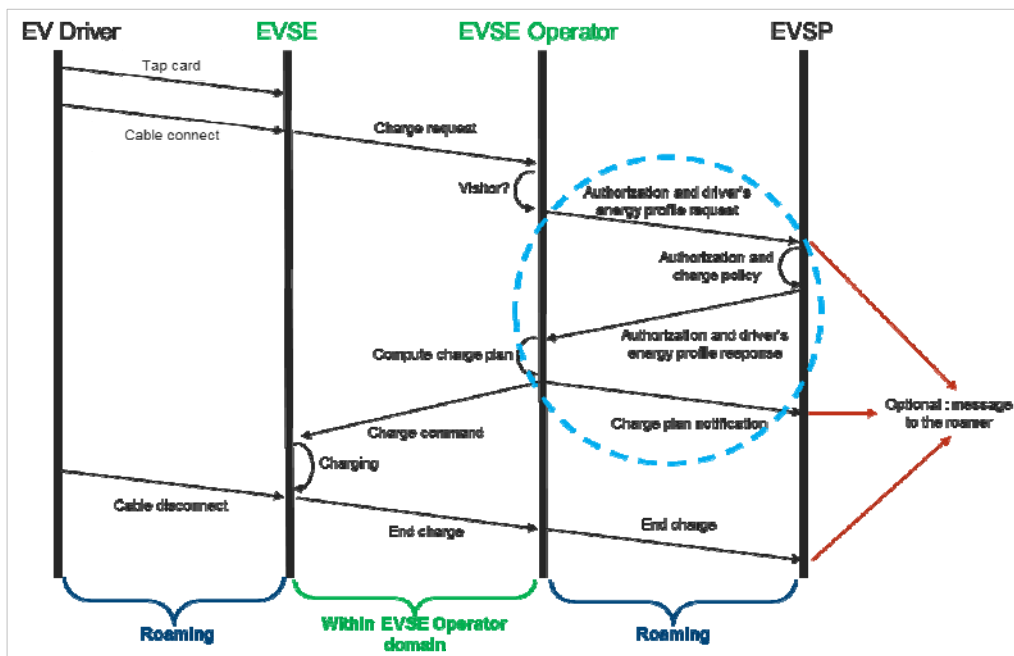 EV Driver
EVSE
EVSE Operator
EVSP
Tap card
Cable connect
Charge request
Visitor?
Authorization and driver's
energy profile request
Authorization and
charge policy
Authorization and driver's
energy profile response
Compute charge plan
Charge command
Charge plan notification
Optional : message
to the roamer
Charging
Cable disconnect
End charge
End charge
Roaming
Within EVSE Operator
domain
Roaming